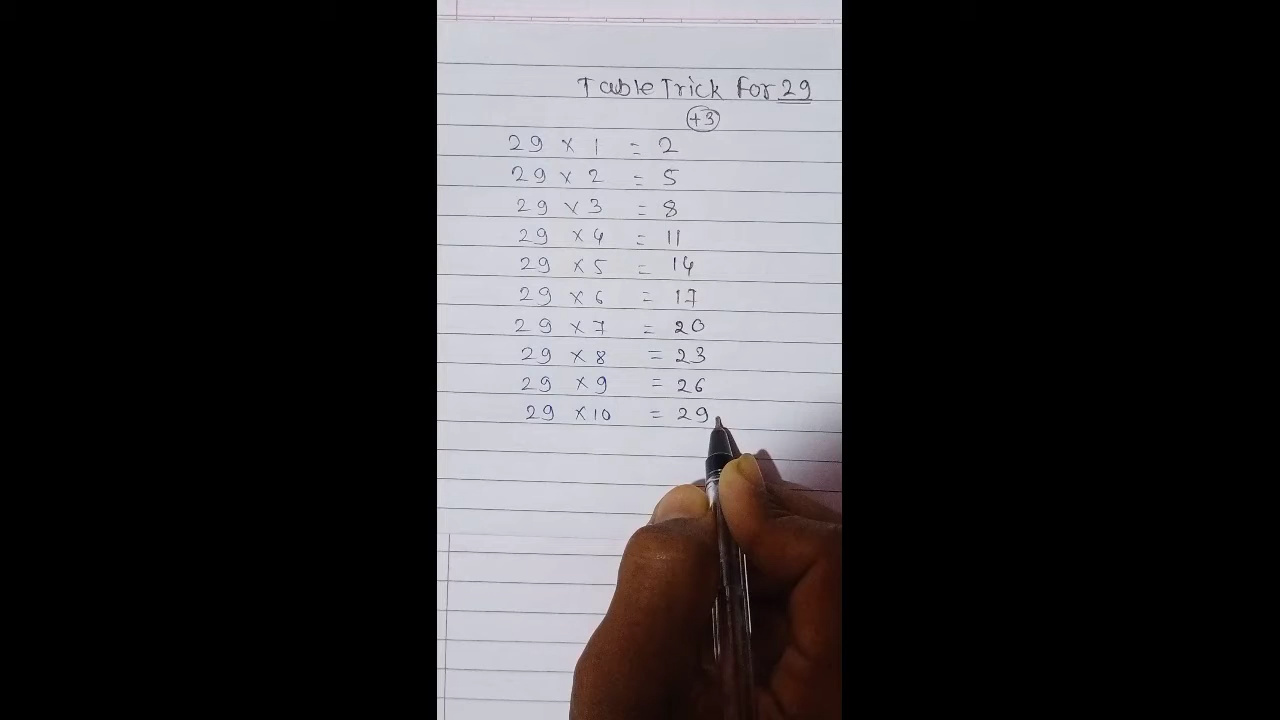 Table Trick For 29
+3
29 × 1 = 2
29 × 2 = 5
29 × 3 = 8
29 × 4 = 11
29 × 5 = 14
29 × 6 = 17
29 × 7 = 20
29 × 8 = 23
29 × 9 = 26
29 × 10 = 29